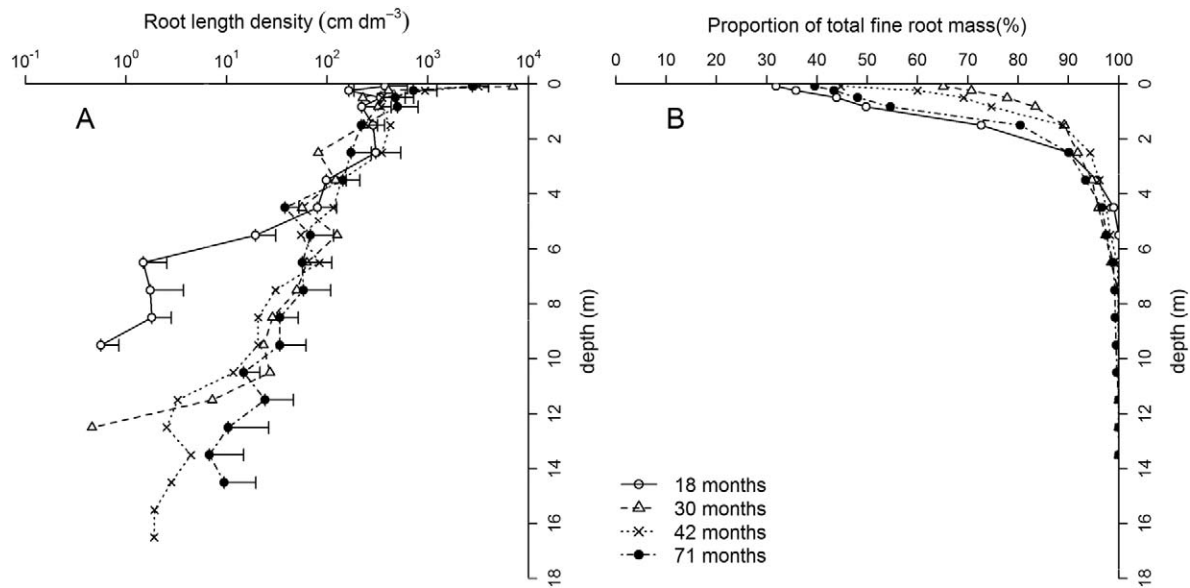 Root length density (cm dm⁻³)
10⁻¹ 10⁰ 10¹ 10² 10³ 10⁴
A
0
2
4
6
8
10
12
14
16
18
depth (m)
Proportion of total fine root mass(%)
0 10 20 30 40 50 60 70 80 90 100
B
0
2
4
6
8
10
12
14
16
18
depth (m)
18 months
30 months
42 months
71 months